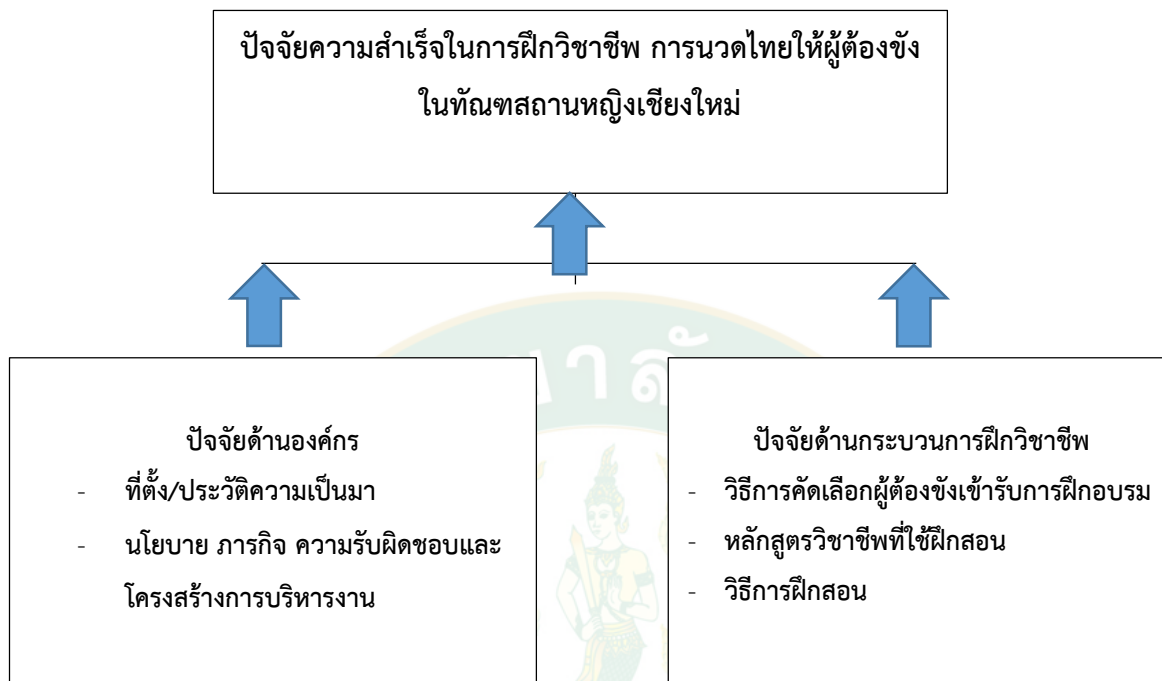 ปัจจัยความสำเร็จในการฝึกวิชาชีพ การนวดไทยให้ผู้ต้องขัง
ในทัณฑสถานหญิงเชียงใหม่
ปัจจัยด้านองค์กร
- ที่ตั้ง/ประวัติความเป็นมา
- นโยบาย ภารกิจ ความรับผิดชอบและ
โครงสร้างการบริหารงาน
ปัจจัยด้านกระบวนการฝึกวิชาชีพ
- วิธีการคัดเลือกผู้ต้องขังเข้ารับการฝึกอบรม
- หลักสูตรวิชาชีพที่ใช้ฝึกสอน
- วิธีการฝึกสอน